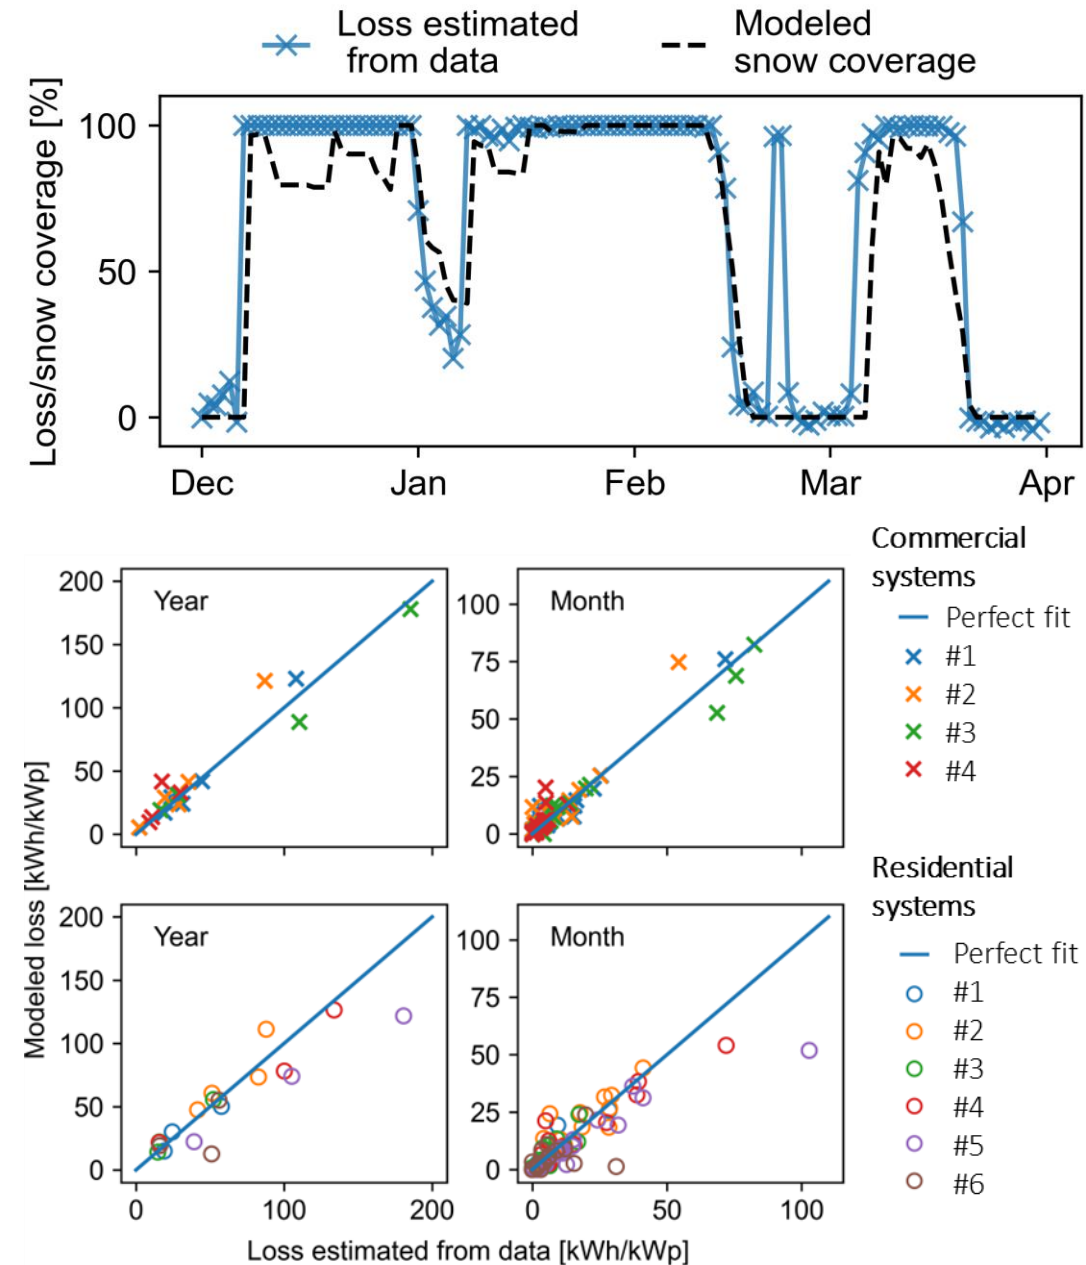 Loss estimated
from data
Modeled
snow coverage
Loss/snow coverage [%]
100
50
0
Dec
Jan
Feb
Mar
Apr
Commercial
systems
Perfect fit
#1
#2
#3
#4
Year
200
150
100
50
0
Month
100
75
50
25
0
Modeled loss [kWh/kWp]
Residential
systems
Perfect fit
#1
#2
#3
#4
#5
#6
Year
200
150
100
50
0
0
100
200
Month
100
75
50
25
0
0
50
100
Loss estimated from data [kWh/kWp]